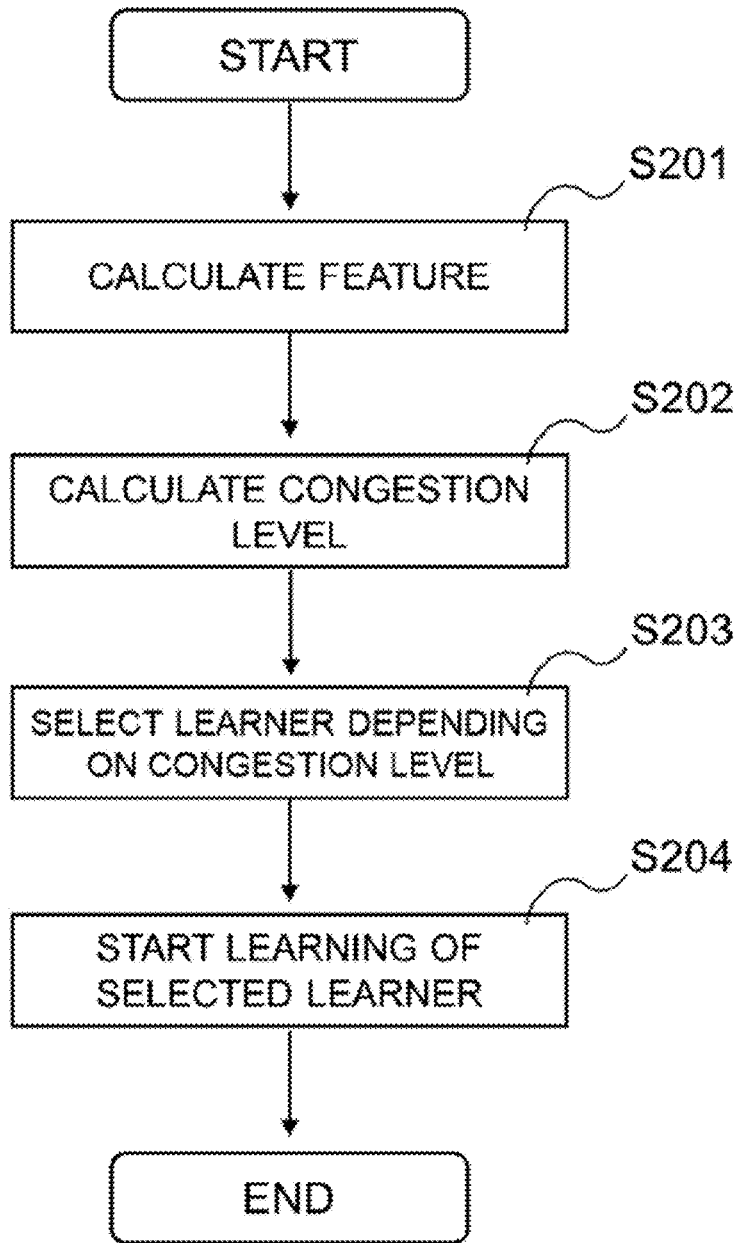 START
S201
CALCULATE FEATURE
S202
CALCULATE CONGESTION
LEVEL
S203
SELECT LEARNER DEPENDING
ON CONGESTION LEVEL
S204
START LEARNING OF
SELECTED LEARNER
END